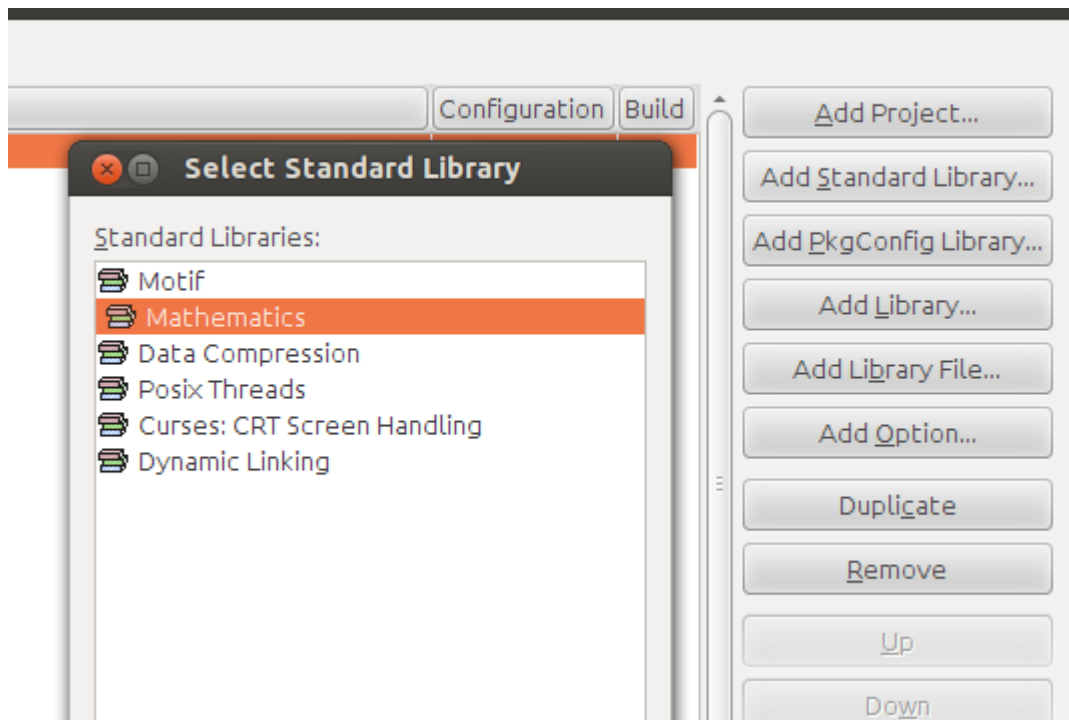 Configuration
Build
Select Standard Library
Standard Libraries:
Motif
Mathematics
Data Compression
Posix Threads
Curses: CRT Screen Handling
Dynamic Linking
Add Project...
Add Standard Library...
Add PkgConfig Library...
Add Library...
Add Library File...
Add Option...
Duplicate
Remove
Up
Down